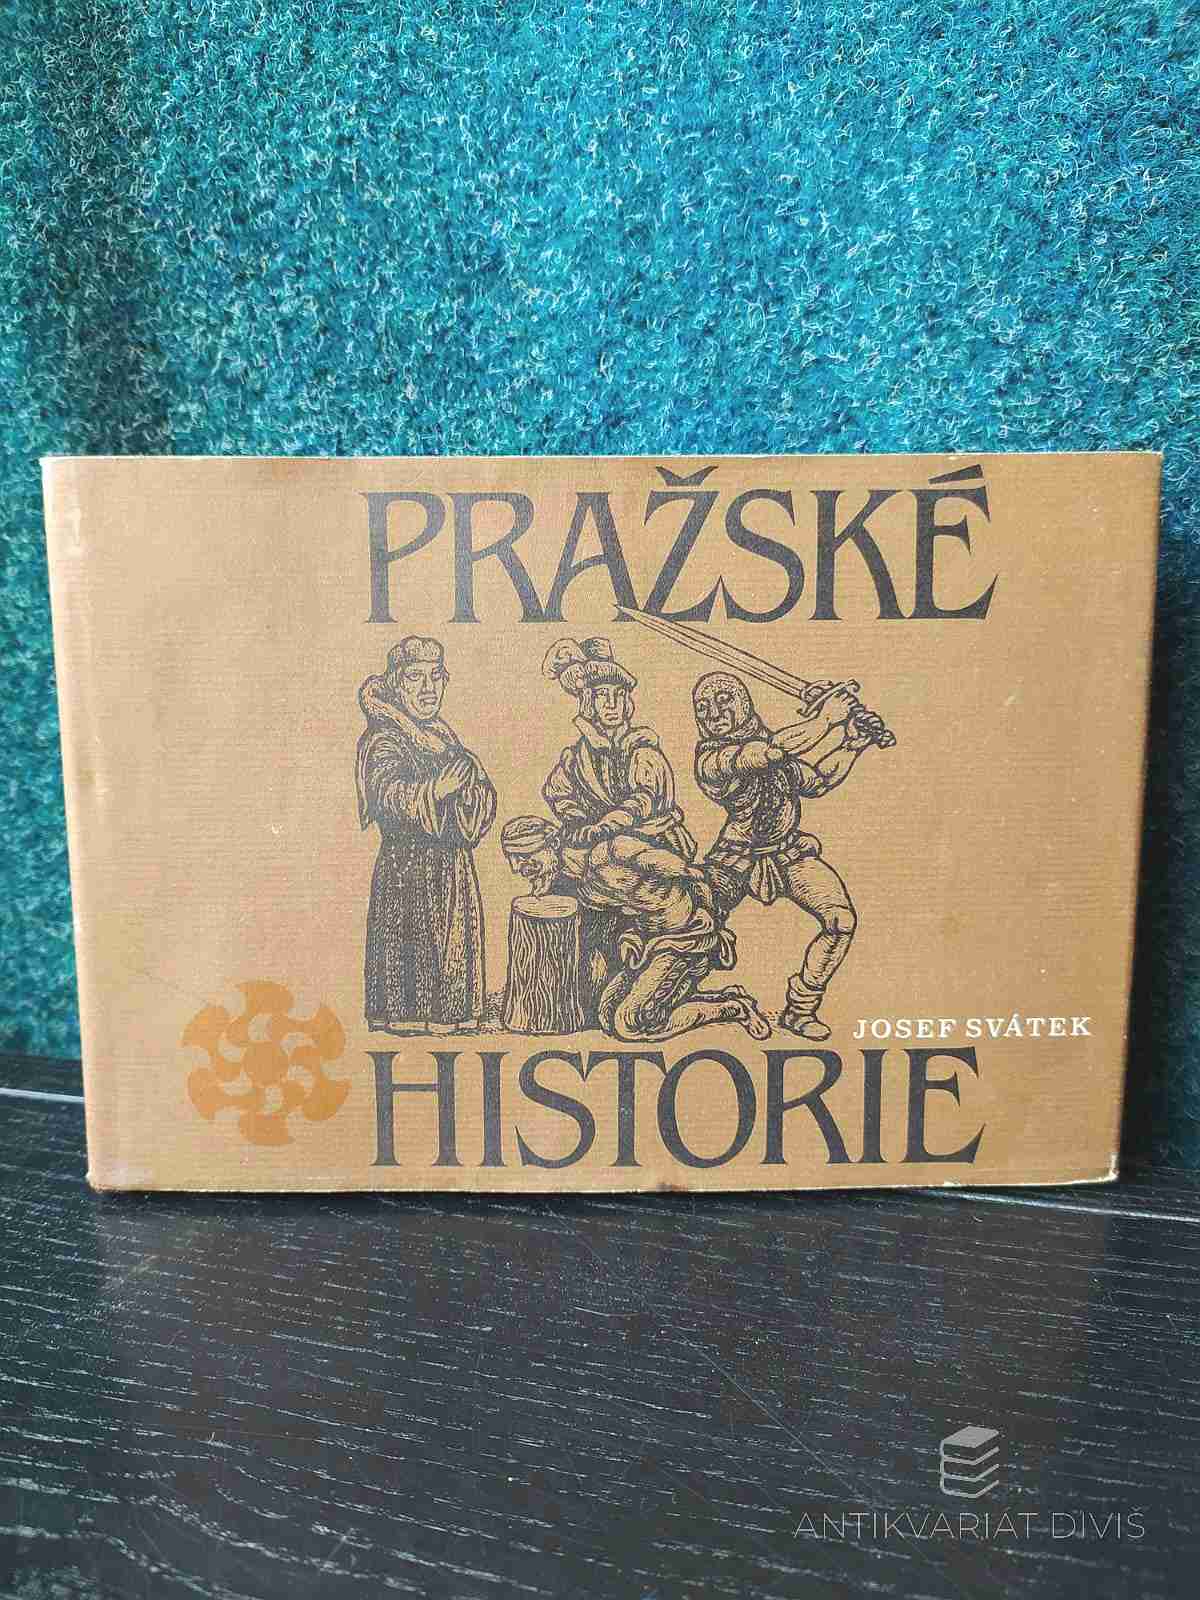 PRAŽSKÉ
JOSEF SVÁTEK
HISTORIE
ANTIKVARIAT DIVIŠ